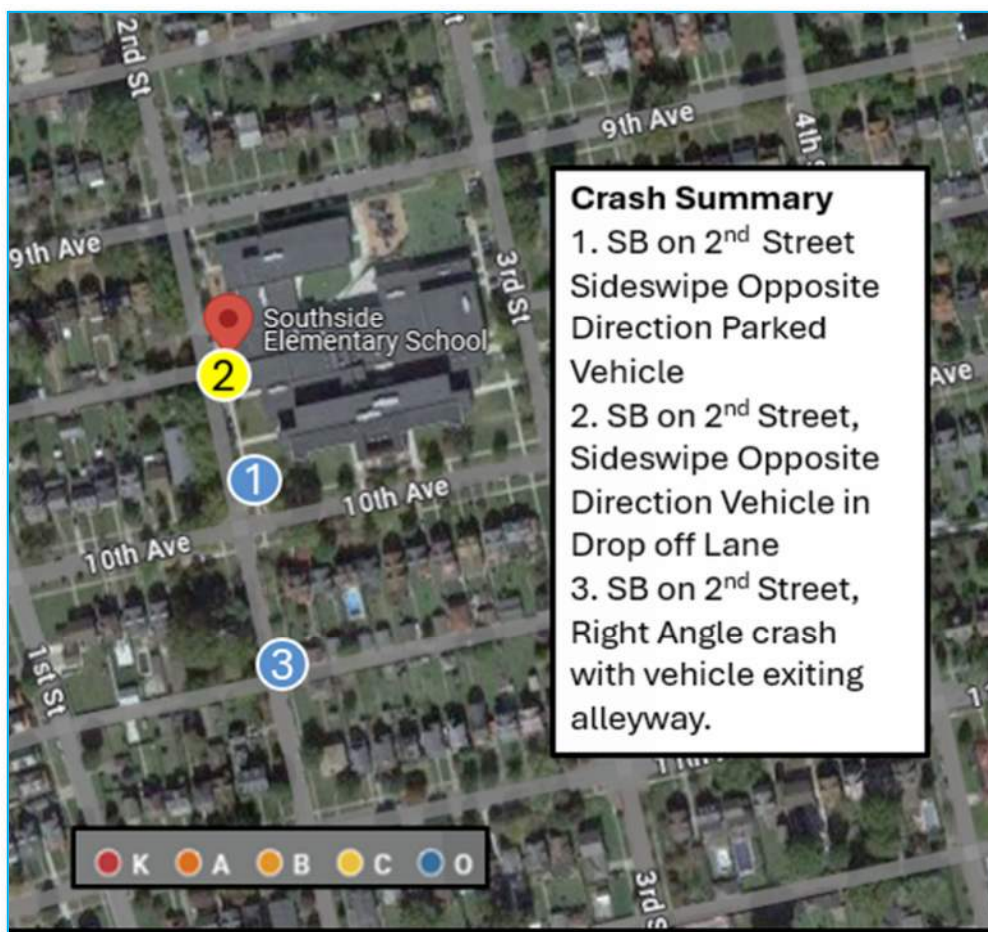 2nd St
9th Ave
4th S
9th Ave
3rd St
Southside
Elementary School
2
Ave
1
10th Ave
10th Ave
3
1st St
3rd S
Crash Summary
1. SB on 2nd Street
Sideswipe Opposite
Direction Parked
Vehicle
2. SB on 2nd Street,
Sideswipe Opposite
Direction Vehicle in
Drop off Lane
3. SB on 2nd Street,
Right Angle crash
with vehicle exiting
alleyway.
K A B C O